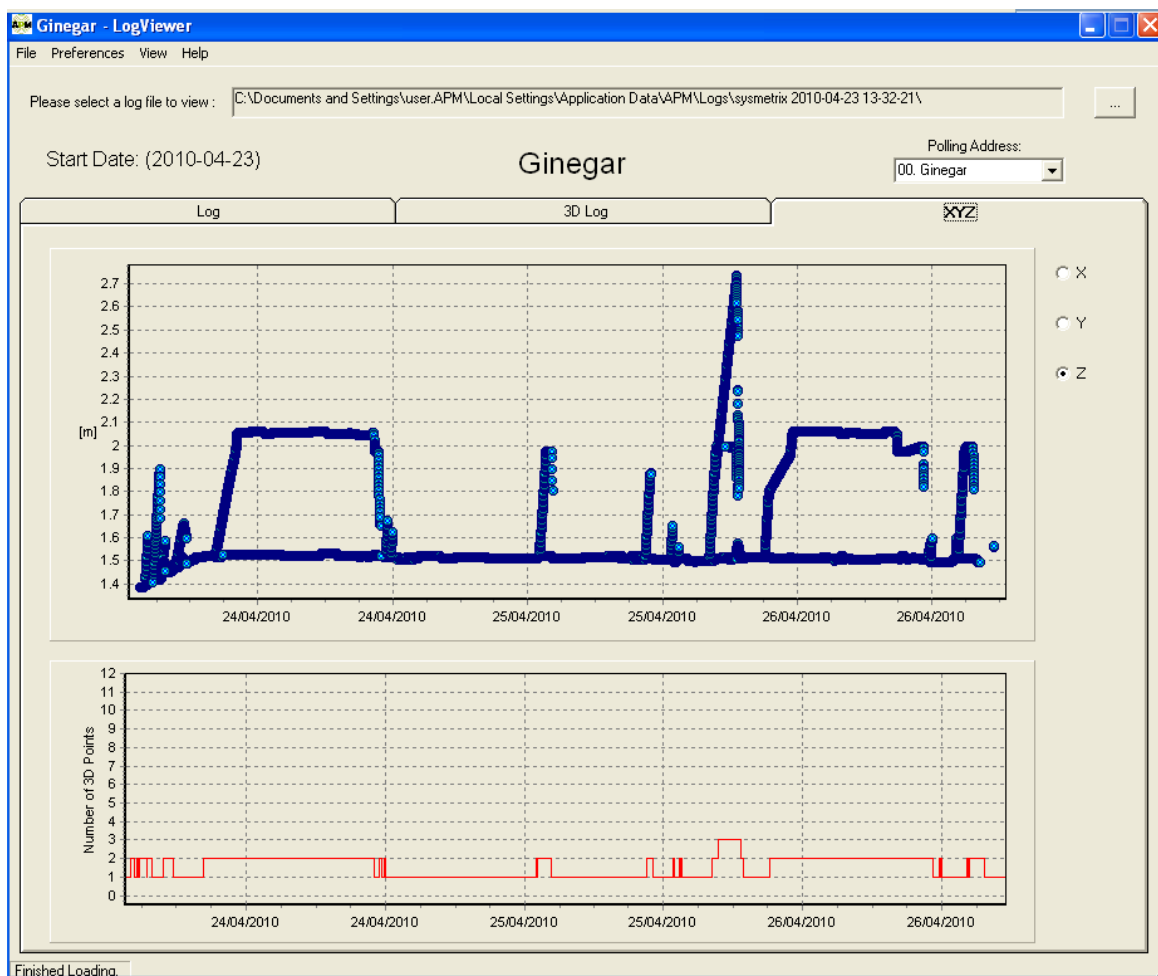 APM Ginegar - LogViewer
File Preferences View Help
Please select a log file to view : C:\Documents and Settings\user.APM\Local Settings\Application Data\APM\Logs\sysmetrix 2010-04-23 13-32-21\ ...
Start Date: (2010-04-23)
Ginegar
Polling Address:
00. Ginegar
Log 3D Log XYZ
2.7
2.6
2.5
2.4
2.3
2.2
2.1
2
1.9
1.8
1.7
1.6
1.5
1.4
[m]
24/04/2010 24/04/2010 25/04/2010 25/04/2010 26/04/2010 26/04/2010
X
Y
Z
12
11
10
9
8
7
6
5
4
3
2
1
0
Number of 3D Points
24/04/2010 24/04/2010 25/04/2010 25/04/2010 26/04/2010 26/04/2010
Finished Loading.